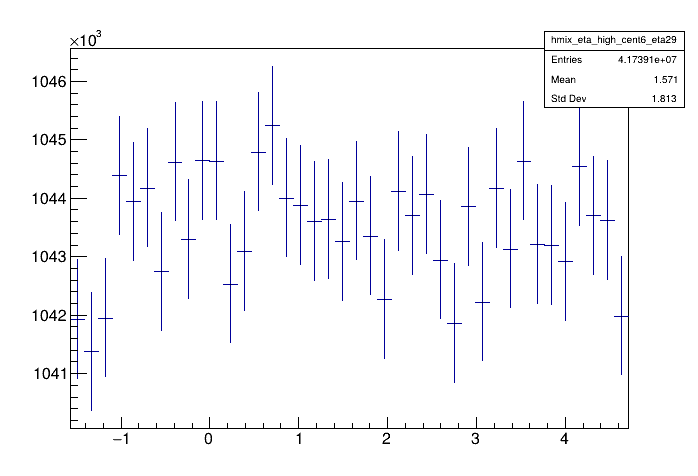 ×10³
hmix_eta_high_cent6_eta29
Entries 4.17391e+07
Mean 1.571
Std Dev 1.813
1046
1045
1044
1043
1042
1041
−1 0 1 2 3 4